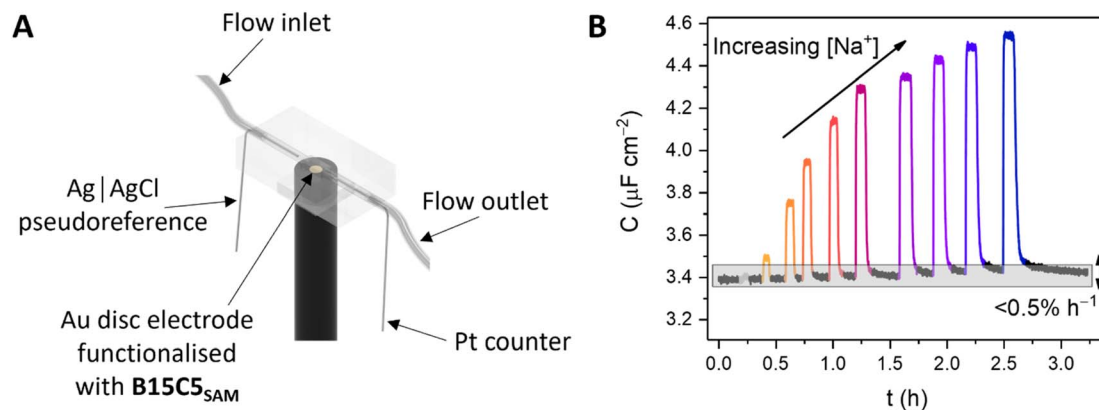 A
Flow inlet
Ag|AgCl
pseudoreference
Flow outlet
Au disc electrode
functionalised
with B15C5SAM
Pt counter
B
Increasing [Na⁺]
C (μF cm⁻²)
4.6
4.4
4.2
4.0
3.8
3.6
3.4
3.2
<0.5% h⁻¹
0.0 0.5 1.0 1.5 2.0 2.5 3.0
t (h)